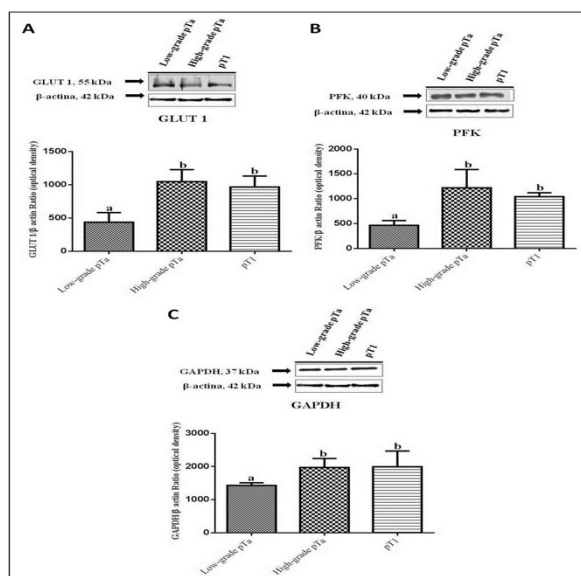 A
Low-grade pTa
High-grade pTa
pT1
GLUT 1, 55 kDa
β-actina, 42 kDa
GLUT 1
GLUT 1/β actin Ratio (optical density)
1500
1000
500
0
a
b
b
Low-grade pTa
High-grade pTa
pT1
B
Low-grade pTa
High-grade pTa
pT1
PFK, 40 kDa
β-actina, 42 kDa
PFK
PFK/β actin Ratio (optical density)
2000
1500
1000
500
0
a
b
b
Low-grade pTa
High-grade pTa
pT1
C
Low-grade pTa
High-grade pTa
pT1
GAPDH, 37 kDa
β-actina, 42 kDa
GAPDH
GAPDH/β actin Ratio (optical density)
3000
2000
1000
0
a
b
b
Low-grade pTa
High-grade pTa
pT1